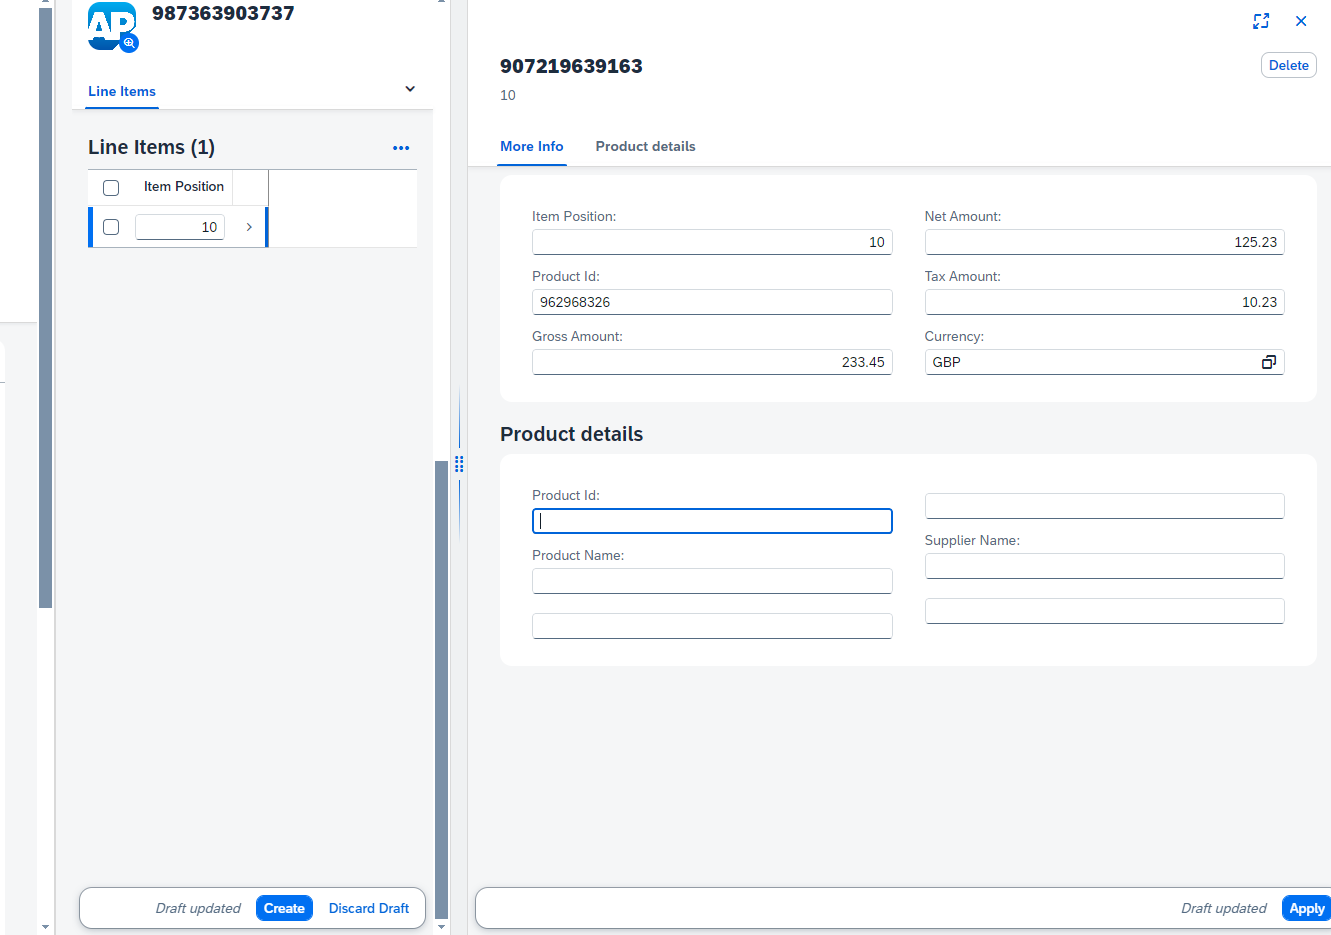 AP
987363903737
Line Items
Line Items (1)
Item Position
10
Draft updated
Create
Discard Draft
907219639163
Delete
10
More Info
Product details
Item Position:
10
Net Amount:
125.23
Product Id:
962968326
Tax Amount:
10.23
Gross Amount:
233.45
Currency:
GBP
Product details
Product Id:
Supplier Name:
Product Name:
Draft updated
Apply